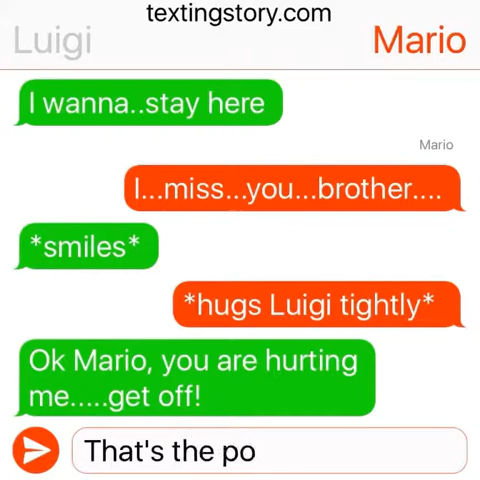 textingstory.com
Luigi
Mario
I wanna..stay here
Mario
I...miss...you...brother....
*smiles*
*hugs Luigi tightly*
Ok Mario, you are hurting
me.....get off!
That's the po